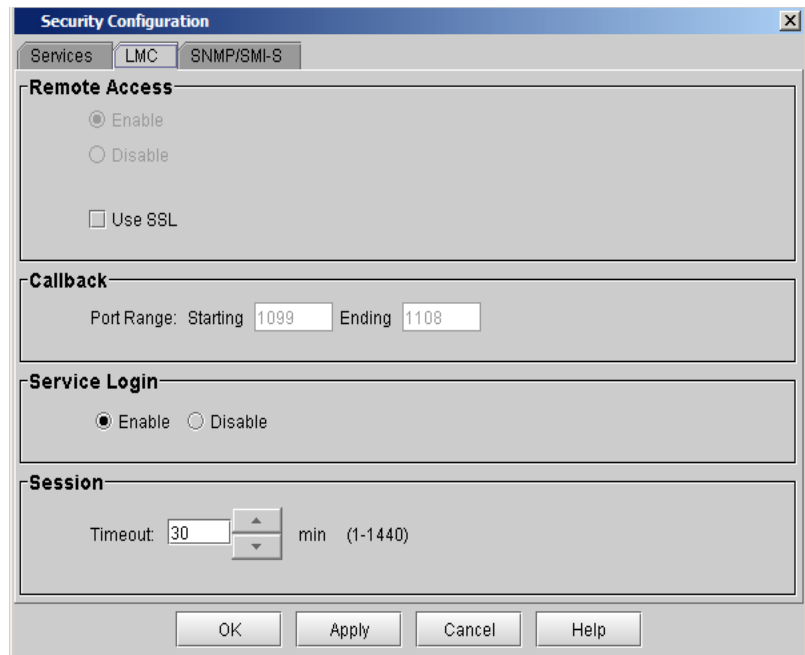 Security Configuration
Services LMC SNMP/SMI-S
Remote Access
Enable
Disable
Use SSL
Callback
Port Range: Starting 1099 Ending 1108
Service Login
Enable Disable
Session
Timeout: 30 min (1-1440)
OK Apply Cancel Help